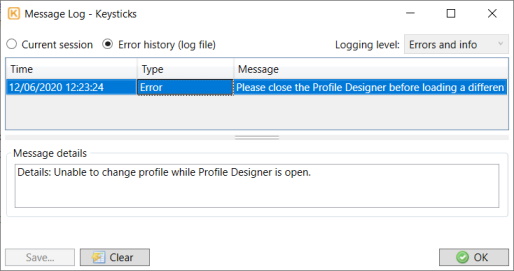 Message Log - Keysticks
Current session
Error history (log file)
Logging level:
Errors and info
Time Type Message
12/06/2020 12:23:24 Error Please close the Profile Designer before loading a differen
Message details
Details: Unable to change profile while Profile Designer is open.
Save... Clear OK